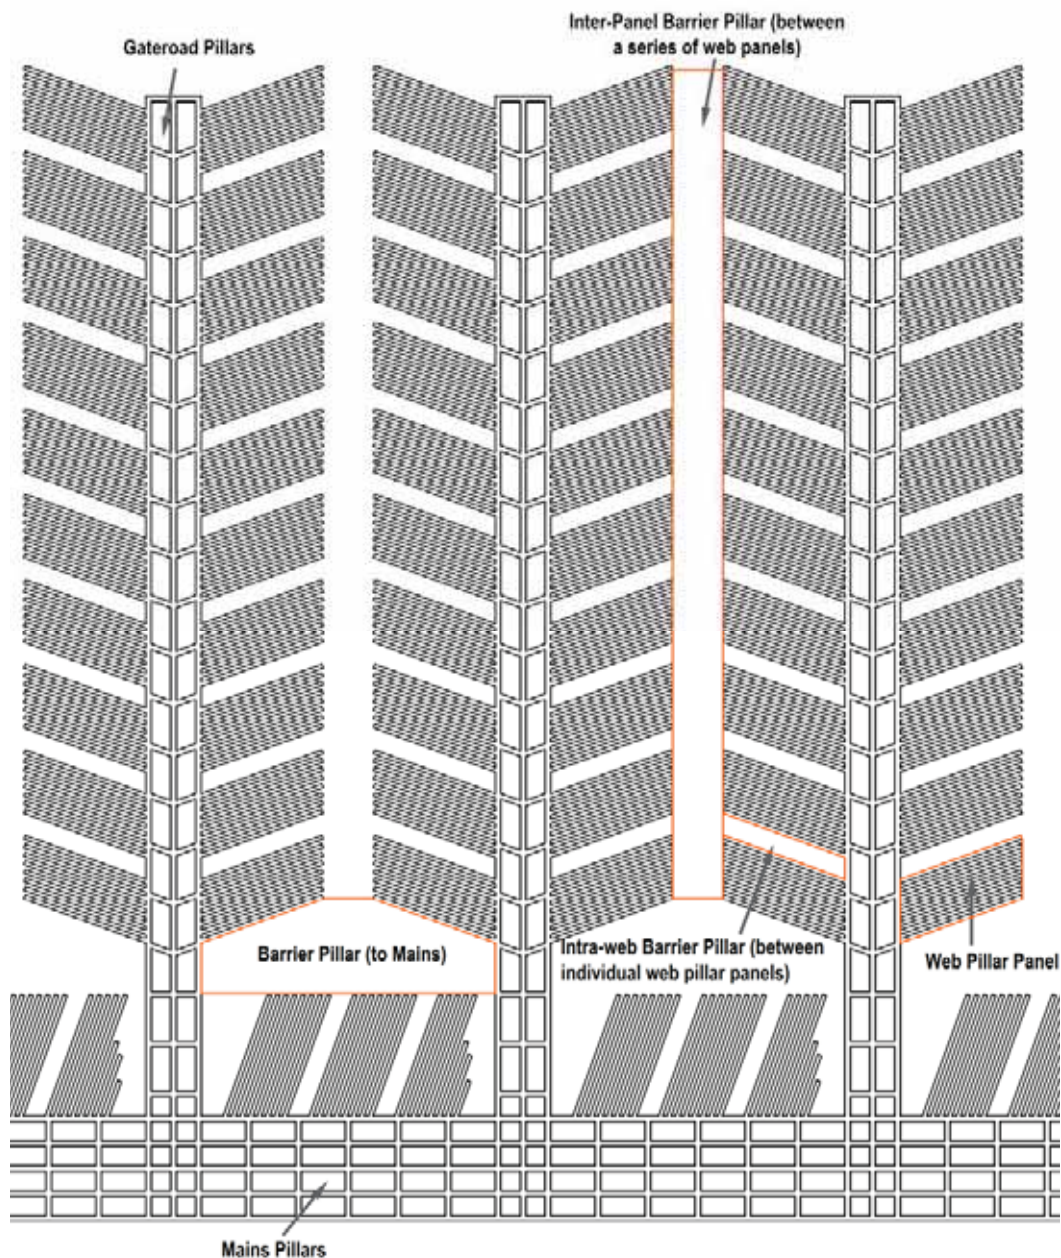 Inter-Panel Barrier Pillar (between
a series of web panels)
Gateroad Pillars
Barrier Pillar (to Mains)
Intra-web Barrier Pillar (between
individual web pillar panels)
Web Pillar Panel
Mains Pillars